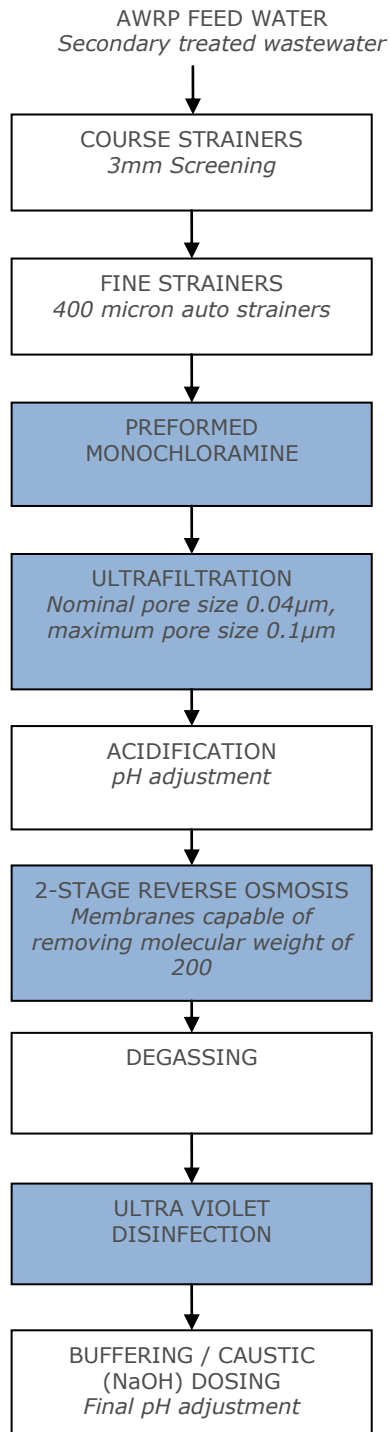 AWRP FEED WATER
Secondary treated wastewater
COURSE STRAINERS
3mm Screening
FINE STRAINERS
400 micron auto strainers
PREFORMED
MONOCHLORAMINE
ULTRAFILTRATION
Nominal pore size 0.04µm,
maximum pore size 0.1µm
ACIDIFICATION
pH adjustment
2-STAGE REVERSE OSMOSIS
Membranes capable of
removing molecular weight of
200
DEGASSING
ULTRA VIOLET
DISINFECTION
BUFFERING / CAUSTIC
(NaOH) DOSING
Final pH adjustment